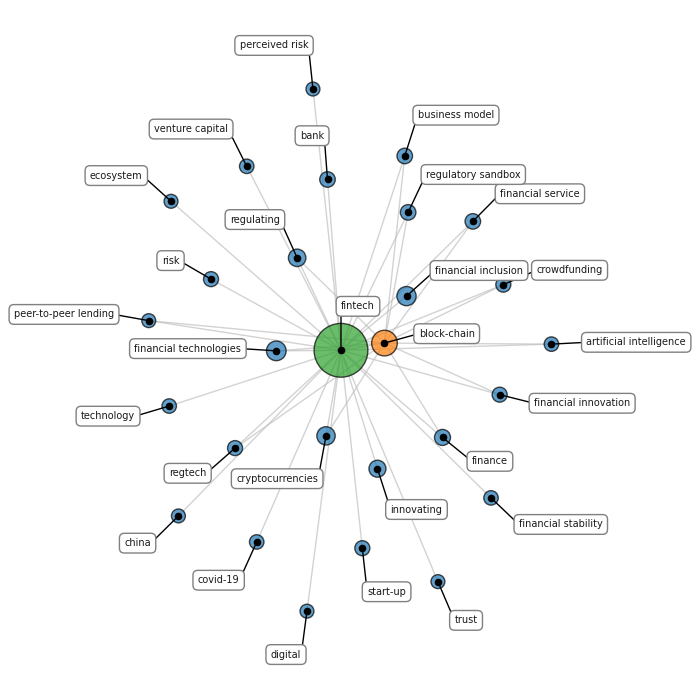 perceived risk
business model
venture capital
bank
ecosystem
regulatory sandbox
financial service
regulating
risk
financial inclusion
crowdfunding
peer-to-peer lending
fintech
block-chain
financial technologies
artificial intelligence
technology
financial innovation
regtech
cryptocurrencies
finance
innovating
financial stability
china
covid-19
start-up
trust
digital